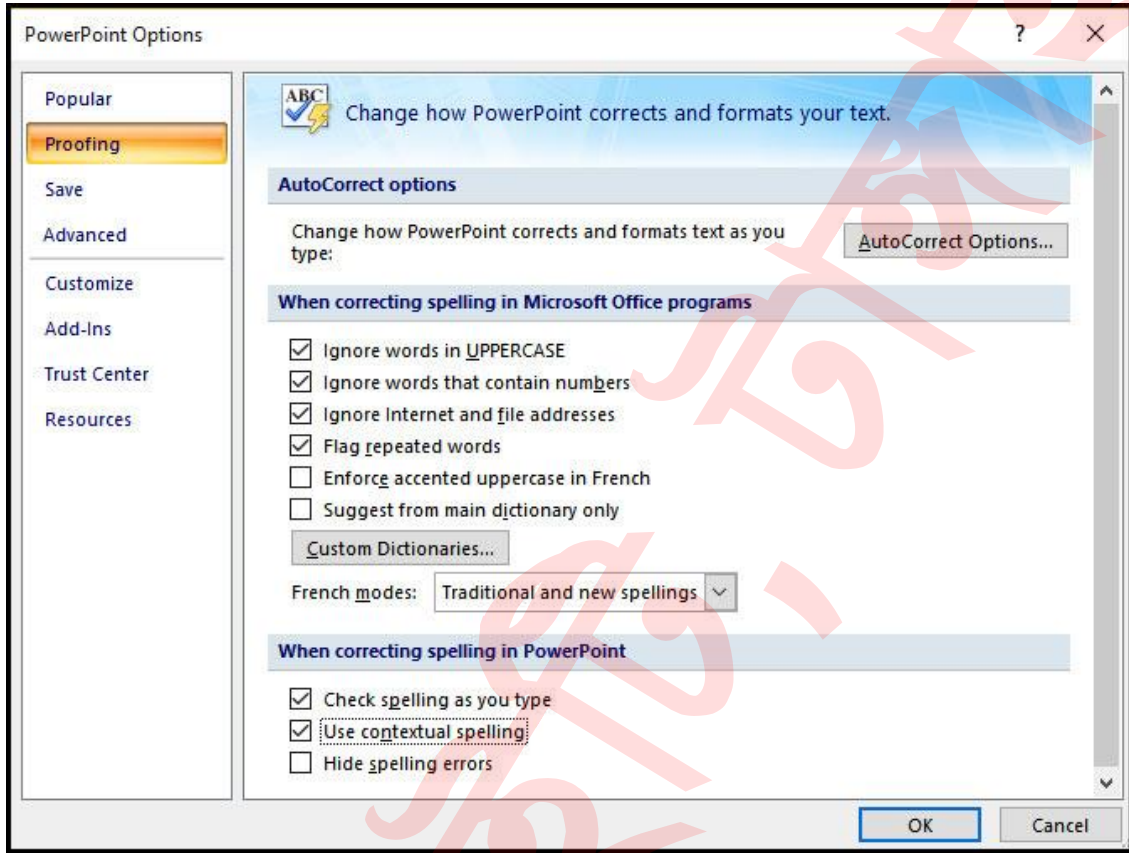 PowerPoint Options
?
Popular
Proofing
Save
Advanced
Customize
Add-Ins
Trust Center
Resources
ABC
Change how PowerPoint corrects and formats your text.
AutoCorrect options
Change how PowerPoint corrects and formats text as you
type:
AutoCorrect Options...
When correcting spelling in Microsoft Office programs
Ignore words in UPPERCASE
Ignore words that contain numbers
Ignore Internet and file addresses
Flag repeated words
Enforce accented uppercase in French
Suggest from main dictionary only
Custom Dictionaries...
French modes: Traditional and new spellings
When correcting spelling in PowerPoint
Check spelling as you type
Use contextual spelling
Hide spelling errors
OK Cancel